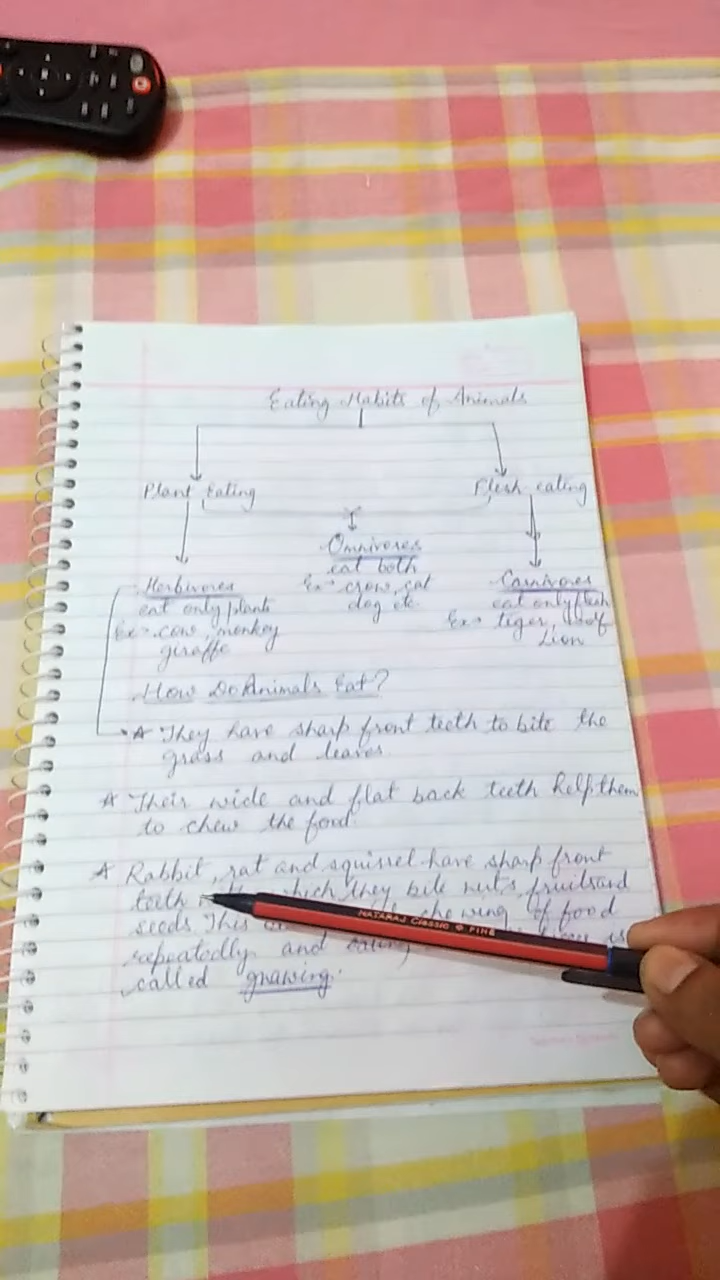 Eating Habits of Animals
Plant Eating
Flesh eating
Omnivores
eat both
Ex:- crow, cat
dog etc.
Herbivores
eat only plants
Ex:- cow, monkey
giraffe
Carnivores
eat only flesh
Ex:- tiger, wolf
Lion
How Do Animals Eat?
They have sharp front teeth to bite the
grass and leaves.
Their wide and flat back teeth help them
to chew the food.
Rabbit, rat and squirrel have sharp front
teeth which they bite nuts, fruits and
seeds This chewing of food
repeatedly and eating is
called gnawing.
NATARAJ Classic FINE